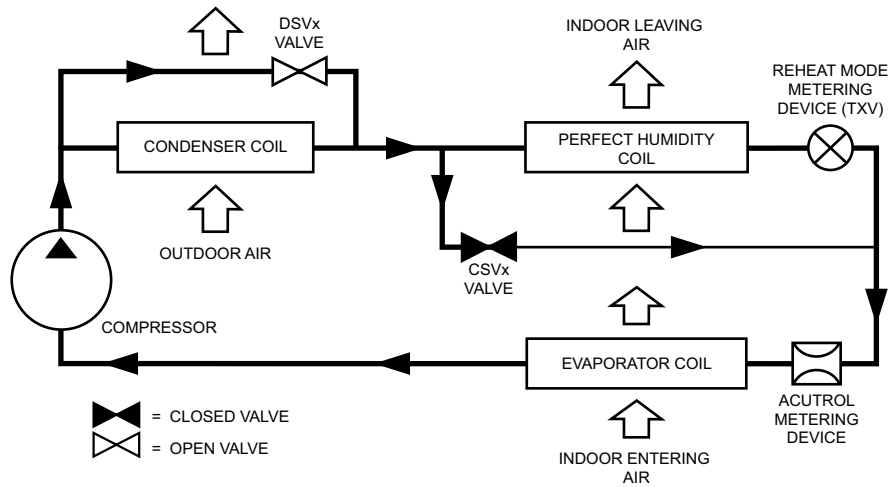 DSVx
VALVE
INDOOR LEAVING
AIR
REHEAT MODE
METERING
DEVICE (TXV)
CONDENSER COIL
PERFECT HUMIDITY
COIL
OUTDOOR AIR
CSVx
VALVE
COMPRESSOR
EVAPORATOR COIL
ACUTROL
METERING
DEVICE
= CLOSED VALVE
= OPEN VALVE
INDOOR ENTERING
AIR